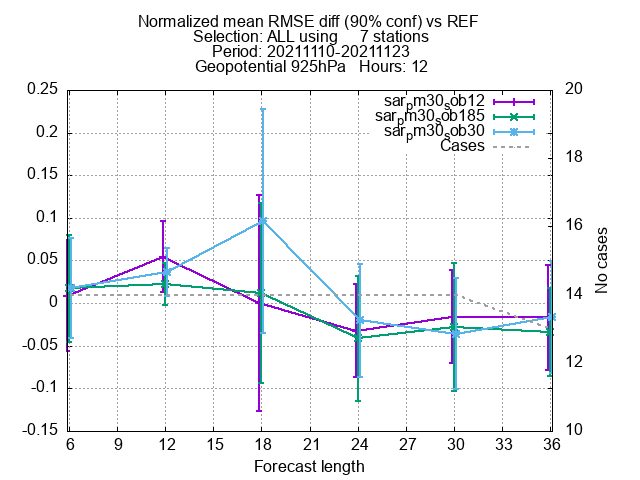 Normalized mean RMSE diff (90% conf) vs REF
Selection: ALL using 7 stations
Period: 20211110-20211123
Geopotential 925hPa Hours: 12
0.25
0.2
0.15
0.1
0.05
0
-0.05
-0.1
-0.15
20
18
16
14
12
10
No cases
sarpm30sob12
sarpm30sob185
sarpm30sob30
Cases
6 9 12 15 18 21 24 27 30 33 36
Forecast length